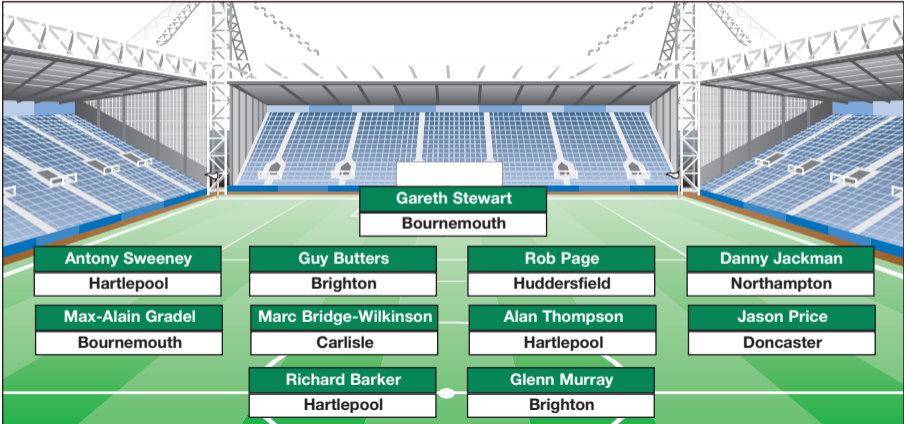 Gareth Stewart
Bournemouth
Antony Sweeney
Hartlepool
Guy Butters
Brighton
Rob Page
Huddersfield
Danny Jackman
Northampton
Max-Alain Gradel
Bournemouth
Marc Bridge-Wilkinson
Carlisle
Alan Thompson
Hartlepool
Jason Price
Doncaster
Richard Barker
Hartlepool
Glenn Murray
Brighton